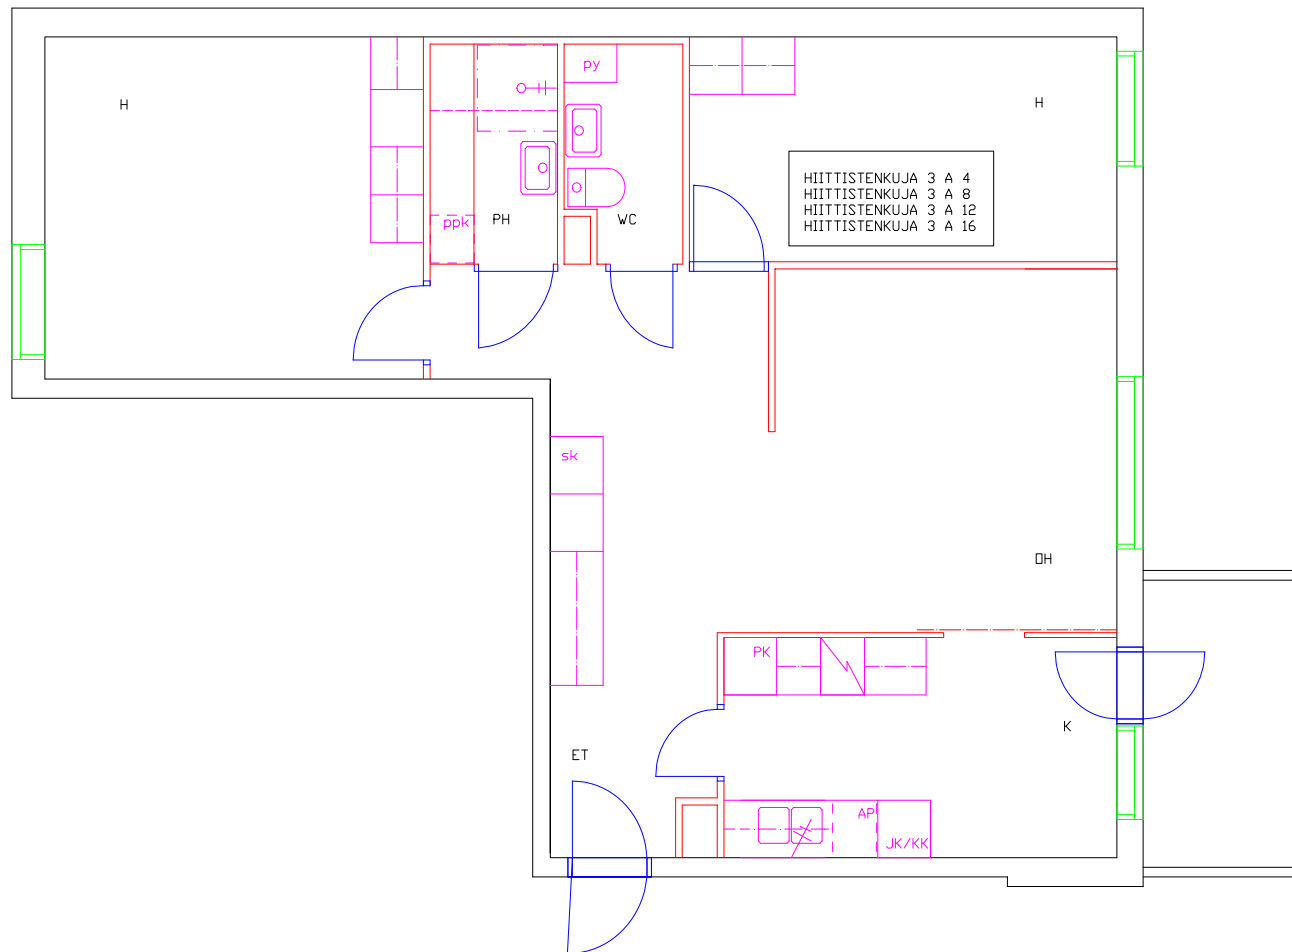 H
py
H
HIITTISTENKUJA 3 A 4
HIITTISTENKUJA 3 A 8
HIITTISTENKUJA 3 A 12
HIITTISTENKUJA 3 A 16
ppk
PH
WC
sk
OH
PK
K
ET
AP
JK/KK